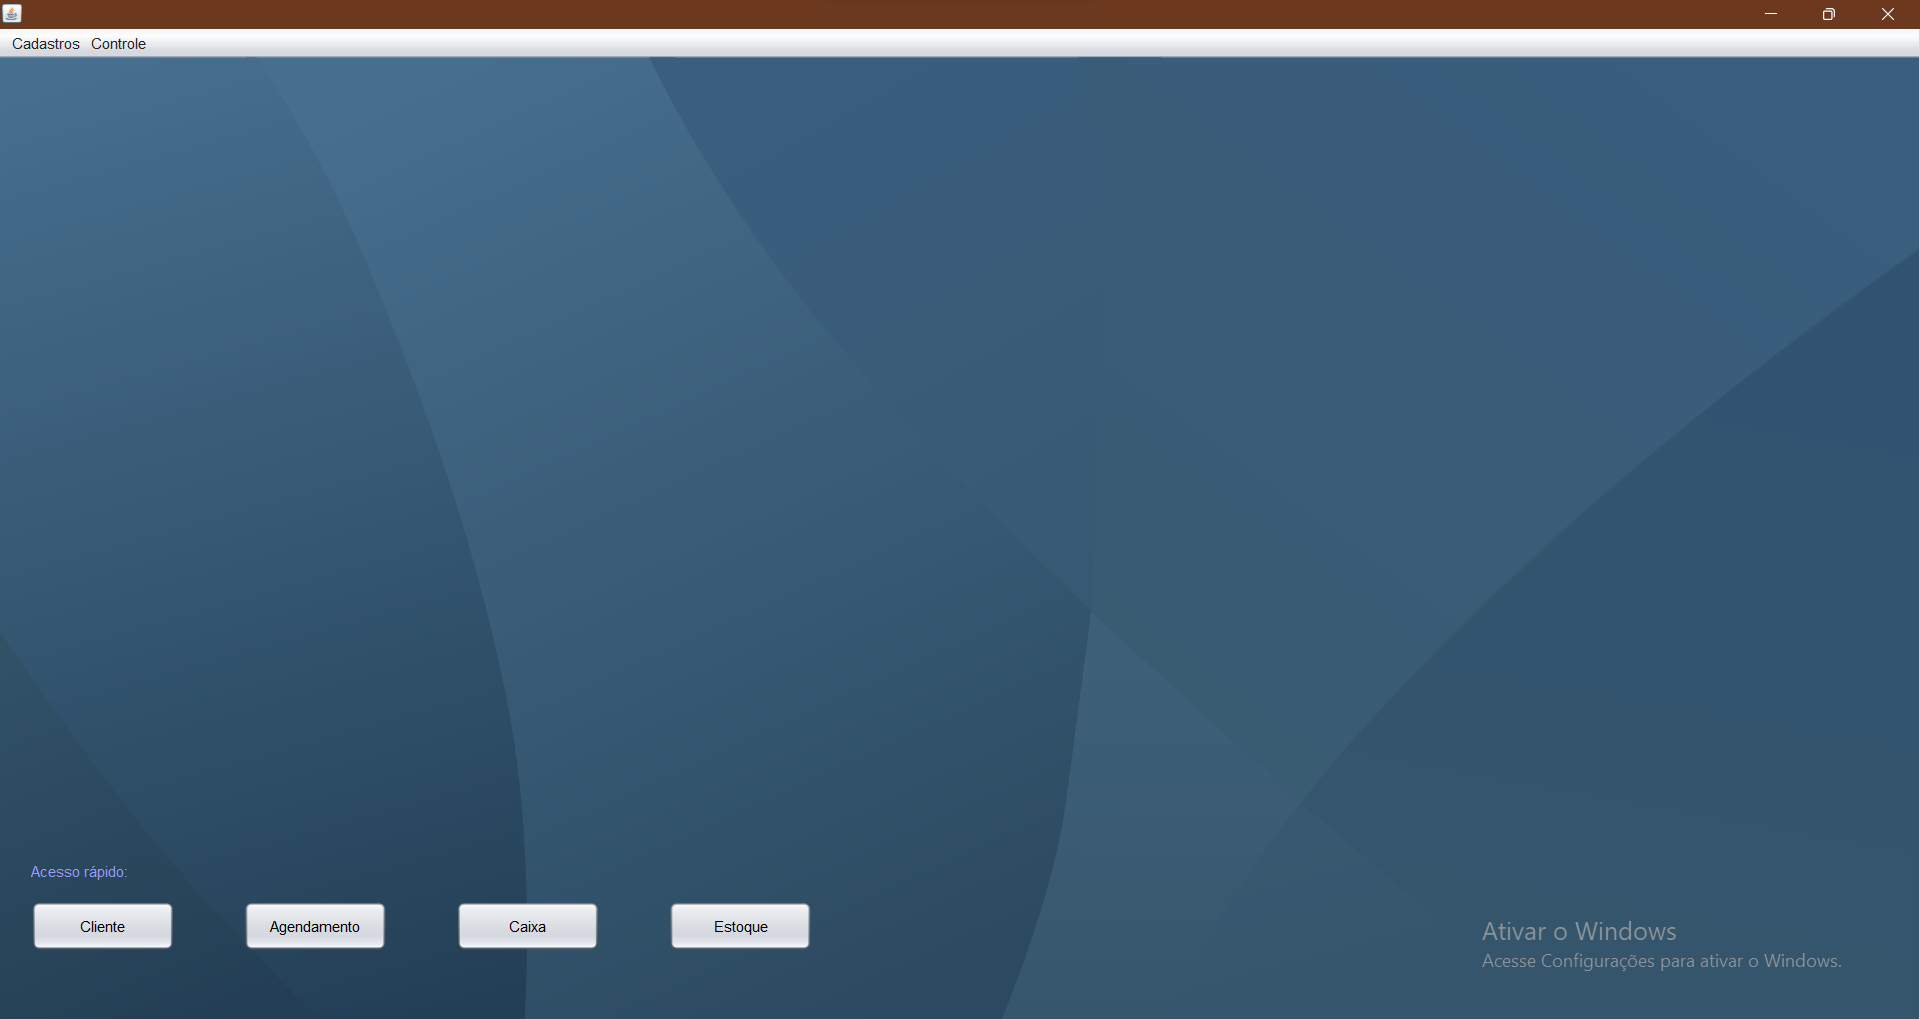 Cadastros Controle
Acesso rápido:
Cliente Agendamento Caixa Estoque
Ativar o Windows
Acesse Configurações para ativar o Windows.